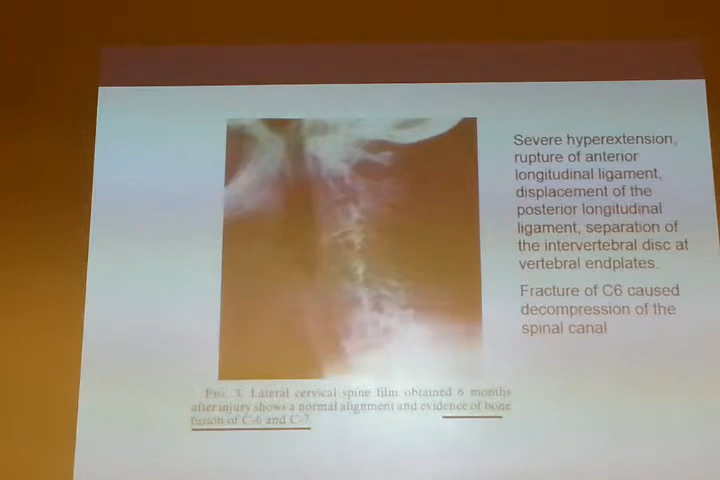 Severe hyperextension,
rupture of anterior
longitudinal ligament,
displacement of the
posterior longitudinal
ligament, separation of
the intervertebral disc at
vertebral endplates.
Fracture of C6 caused
decompression of the
spinal canal
FIG. 3. Lateral cervical spine film obtained 6 months
after injury shows a normal alignment and evidence of bone
fusion of C-6 and C-7.